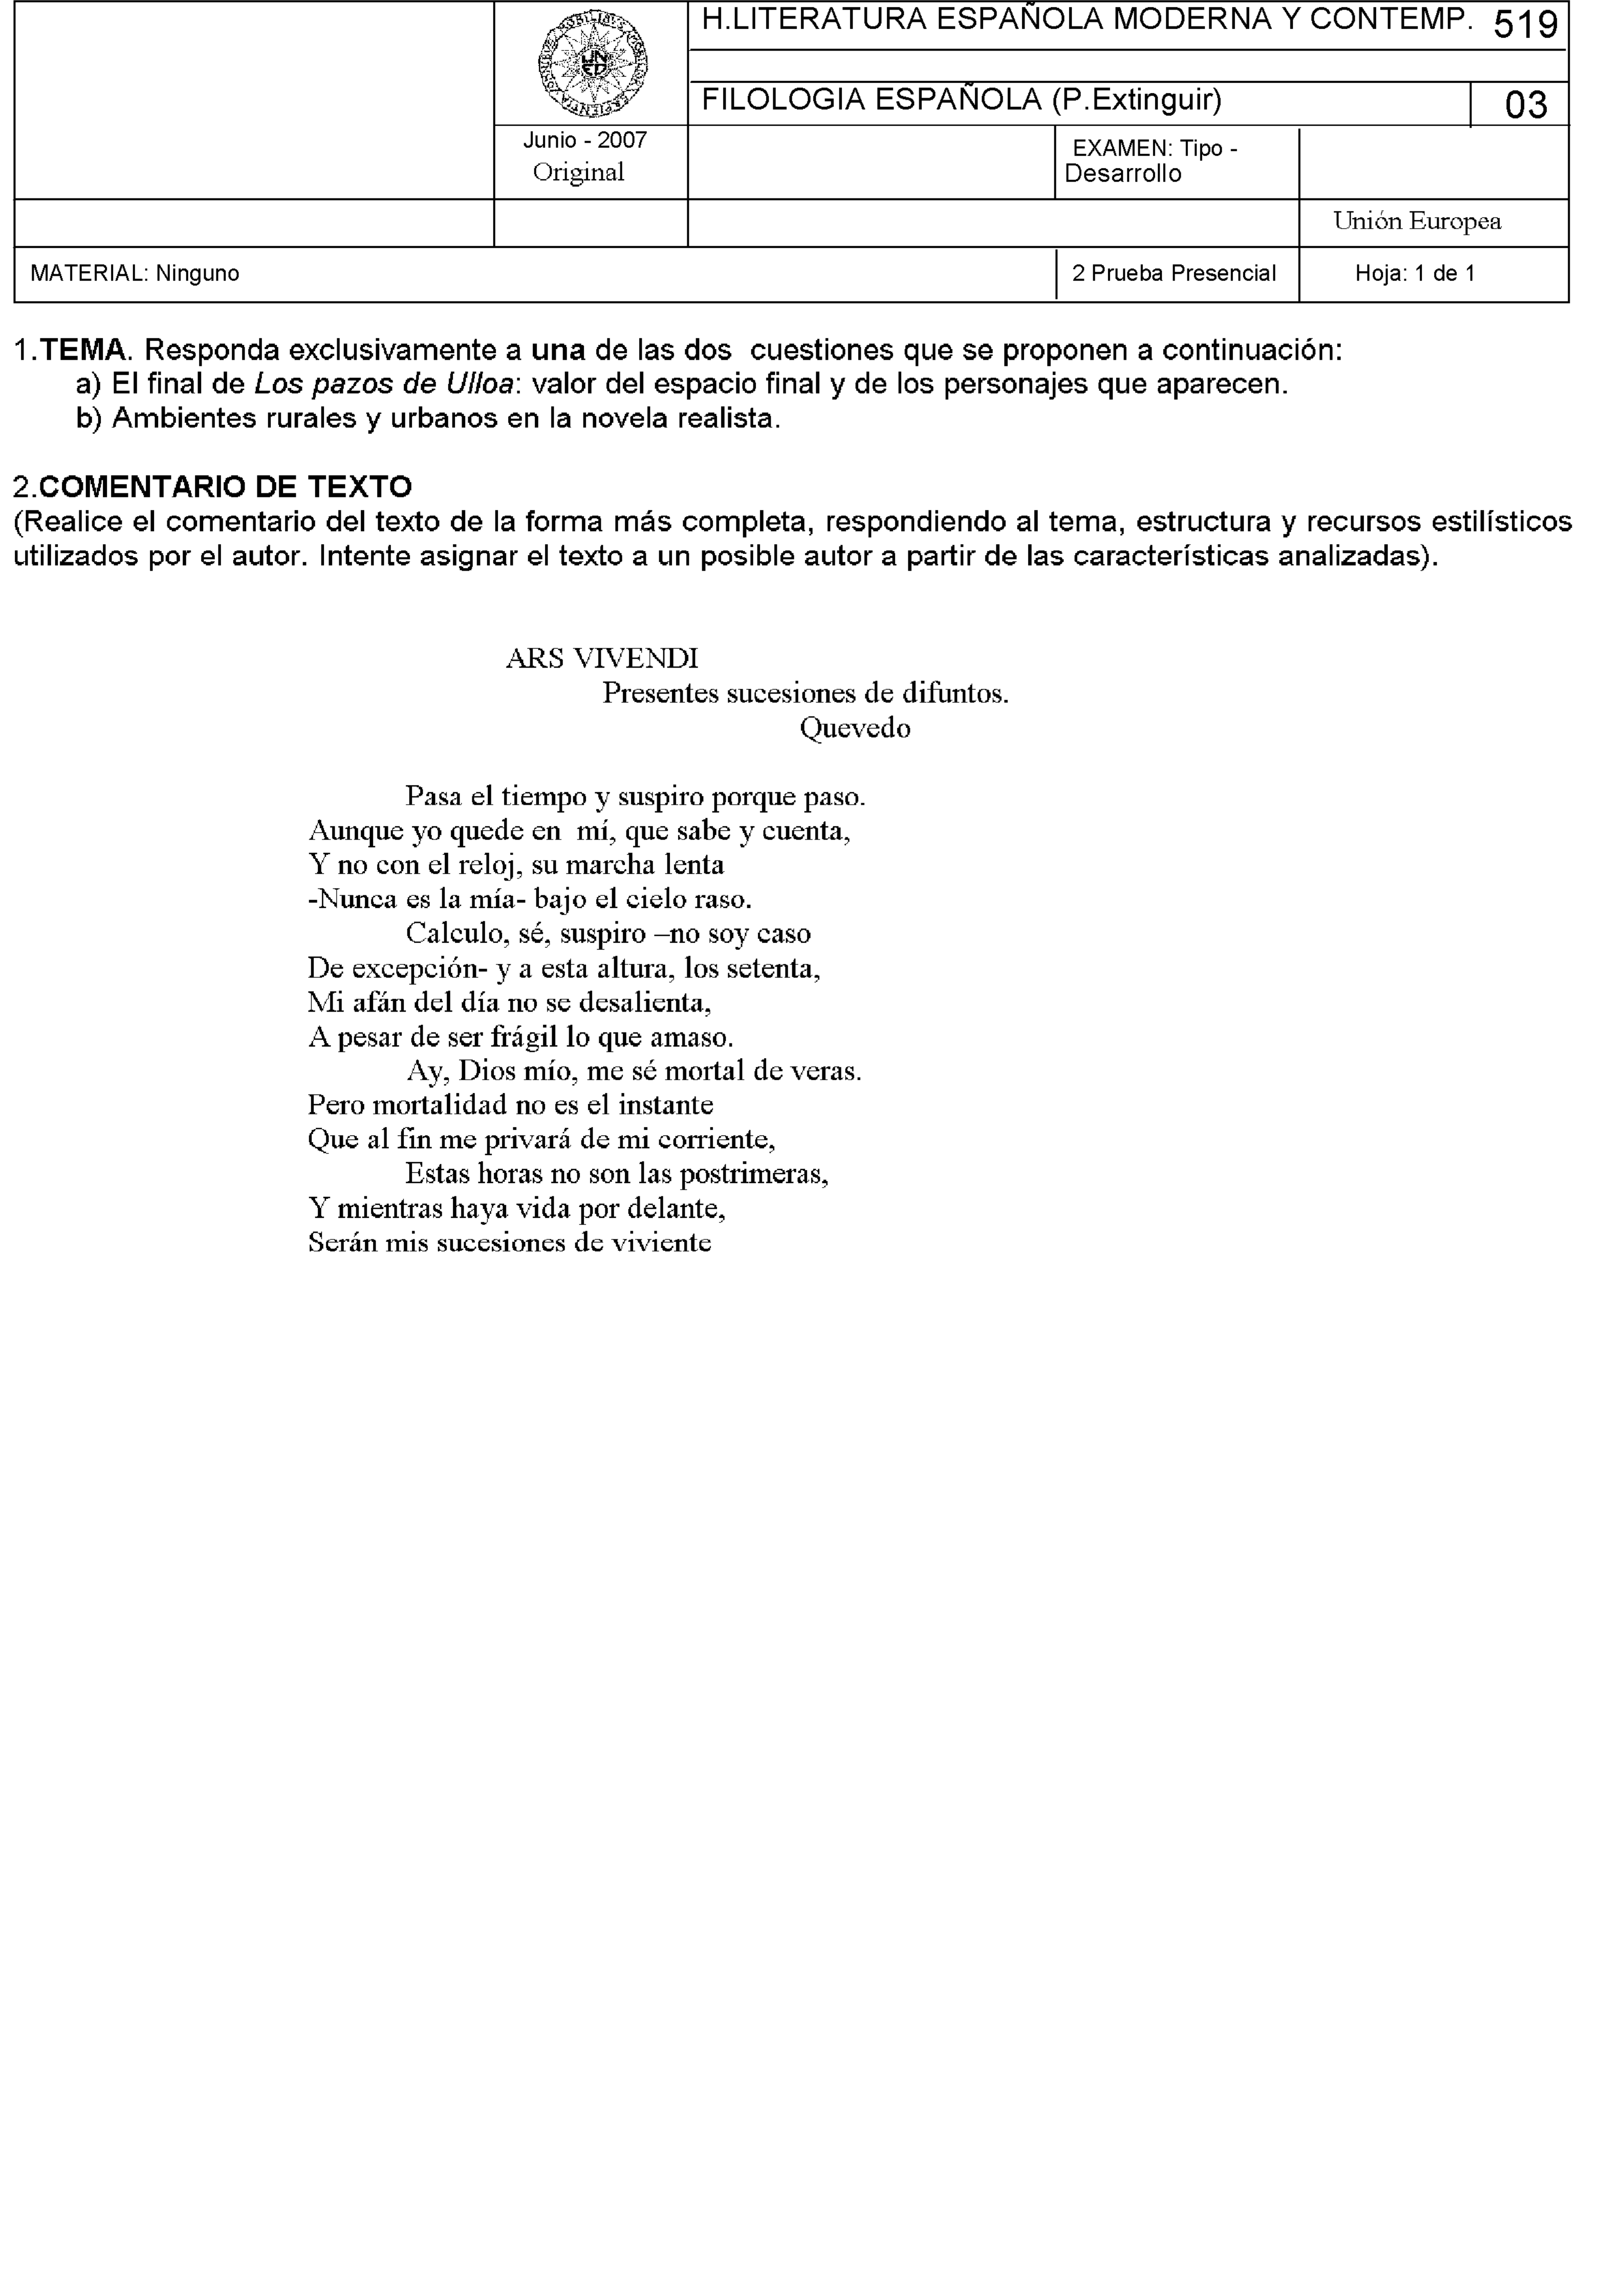 H.LITERATURA ESPAÑOLA MODERNA Y CONTEMP. 519
FILOLOGIA ESPAÑOLA (P.Extinguir) 03
Junio - 2007
Original
EXAMEN: Tipo -
Desarrollo
Unión Europea
MATERIAL: Ninguno
2 Prueba Presencial
Hoja: 1 de 1
1.TEMA. Responda exclusivamente a una de las dos cuestiones que se proponen a continuación:
a) El final de Los pazos de Ulloa: valor del espacio final y de los personajes que aparecen.
b) Ambientes rurales y urbanos en la novela realista.
2.COMENTARIO DE TEXTO
(Realice el comentario del texto de la forma más completa, respondiendo al tema, estructura y recursos estilísticos
utilizados por el autor. Intente asignar el texto a un posible autor a partir de las características analizadas).
ARS VIVENDI
Presentes sucesiones de difuntos.
Quevedo
Pasa el tiempo y suspiro porque paso.
Aunque yo quede en mí, que sabe y cuenta,
Y no con el reloj, su marcha lenta
-Nunca es la mía- bajo el cielo raso.
Calculo, sé, suspiro –no soy caso
De excepción- y a esta altura, los setenta,
Mi afán del día no se desalienta,
A pesar de ser frágil lo que amaso.
Ay, Dios mío, me sé mortal de veras.
Pero mortalidad no es el instante
Que al fin me privará de mi corriente,
Estas horas no son las postrimeras,
Y mientras haya vida por delante,
Serán mis sucesiones de viviente